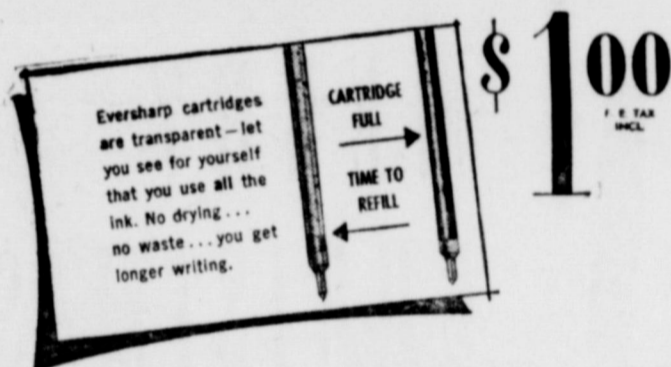 Eversharp cartridges
are transparent—let
you see for yourself
that you use all the
ink. No drying...
no waste...you get
longer writing.
CARTRIDGE
FULL
TIME TO
REFILL
$1.00
F. E. TAX
INCL.